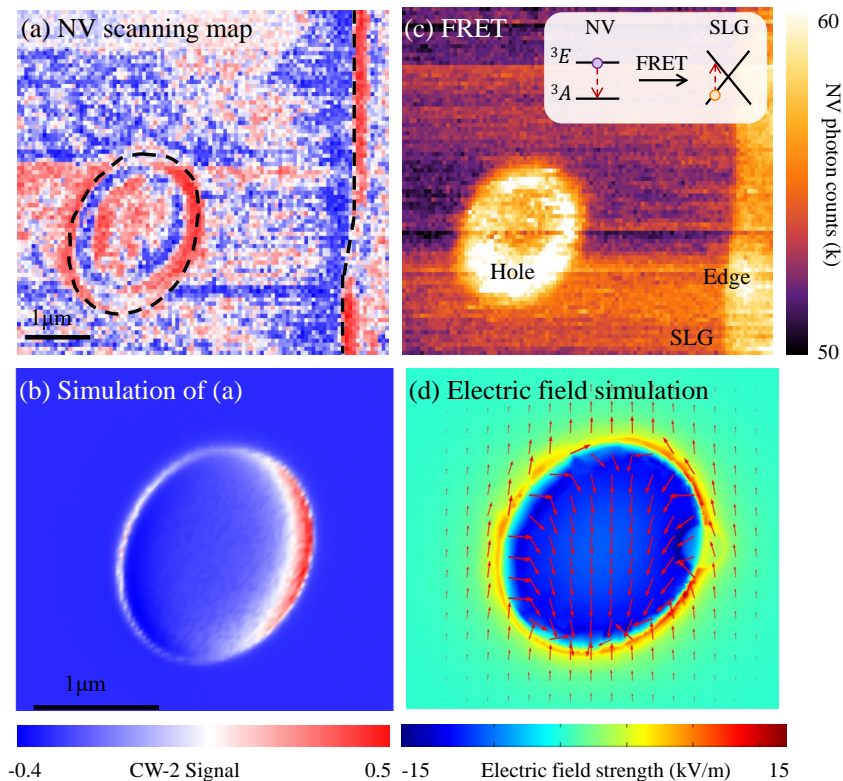 (a) NV scanning map
1μm
(c) FRET
NV
SLG
³E
FRET
³A
Hole
Edge
SLG
60
NV photon counts (k)
50
(b) Simulation of (a)
1μm
(d) Electric field simulation
-0.4
CW-2 Signal
0.5
-15
Electric field strength (kV/m)
15